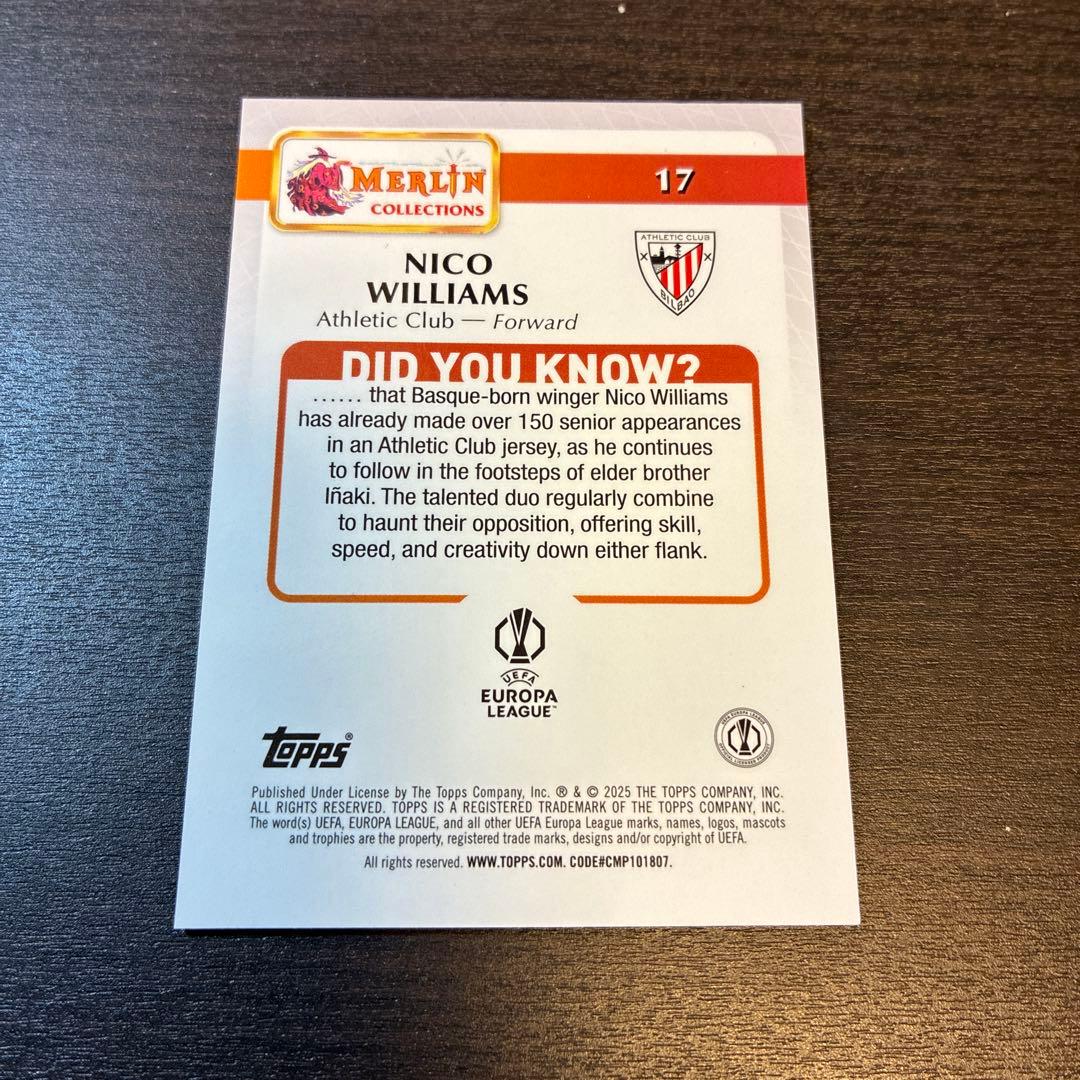 MERLIN
COLLECTIONS
17
ATHLETIC CLUB
BILBAO
NICO
WILLIAMS
Athletic Club — Forward
DID YOU KNOW?
...... that Basque-born winger Nico Williams
has already made over 150 senior appearances
in an Athletic Club jersey, as he continues
to follow in the footsteps of elder brother
Iñaki. The talented duo regularly combine
to haunt their opposition, offering skill,
speed, and creativity down either flank.
UEFA
EUROPA
LEAGUE™
UEFA EUROPA LEAGUE
OFFICIAL LICENSED PRODUCT
topps®
Published Under License by The Topps Company, Inc. ® & © 2025 THE TOPPS COMPANY, INC.
ALL RIGHTS RESERVED. TOPPS IS A REGISTERED TRADEMARK OF THE TOPPS COMPANY, INC.
The word(s) UEFA, EUROPA LEAGUE, and all other UEFA Europa League marks, names, logos, mascots
and trophies are the property, registered trade marks, designs and/or copyright of UEFA.
All rights reserved. WWW.TOPPS.COM. CODE#CMP101807.